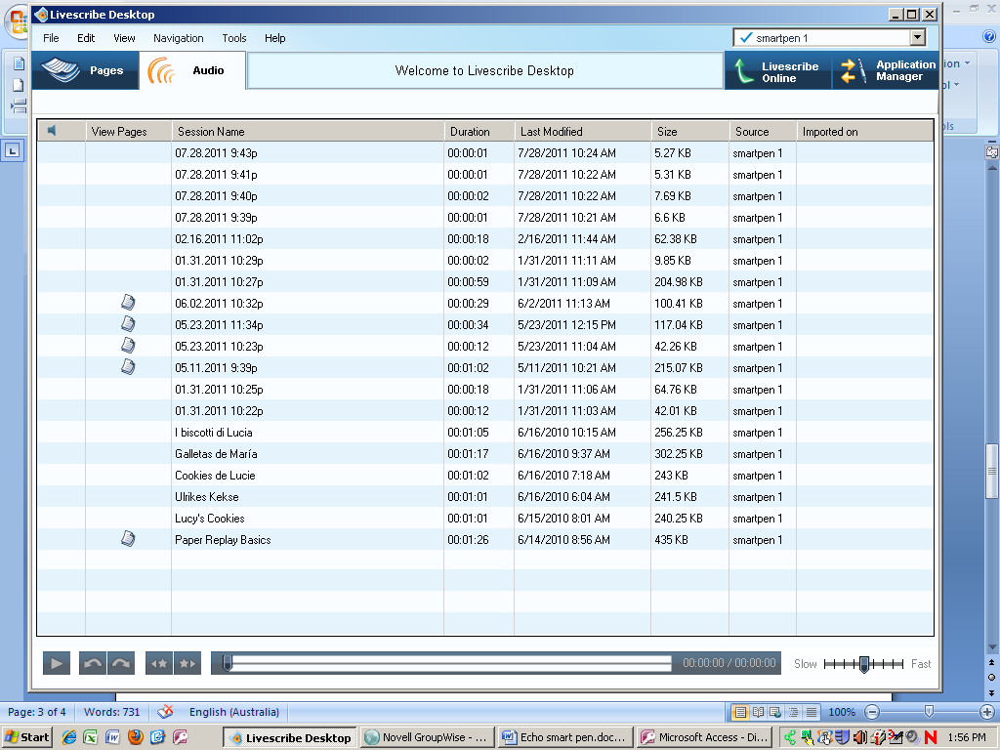 Livescribe Desktop
File Edit View Navigation Tools Help
smartpen 1
Pages Audio Welcome to Livescribe Desktop Livescribe Online Application Manager
View Pages Session Name Duration Last Modified Size Source Imported on
07.28.2011 9:43p 00:00:01 7/28/2011 10:24 AM 5.27 KB smartpen 1
07.28.2011 9:41p 00:00:01 7/28/2011 10:22 AM 5.31 KB smartpen 1
07.28.2011 9:40p 00:00:02 7/28/2011 10:22 AM 7.69 KB smartpen 1
07.28.2011 9:39p 00:00:01 7/28/2011 10:21 AM 6.6 KB smartpen 1
02.16.2011 11:02p 00:00:18 2/16/2011 11:44 AM 62.38 KB smartpen 1
01.31.2011 10:29p 00:00:02 1/31/2011 11:11 AM 9.85 KB smartpen 1
01.31.2011 10:27p 00:00:59 1/31/2011 11:09 AM 204.98 KB smartpen 1
06.02.2011 10:32p 00:00:29 6/2/2011 11:13 AM 100.41 KB smartpen 1
05.23.2011 11:34p 00:00:34 5/23/2011 12:15 PM 117.04 KB smartpen 1
05.23.2011 10:23p 00:00:12 5/23/2011 11:04 AM 42.26 KB smartpen 1
05.11.2011 9:39p 00:01:02 5/11/2011 10:21 AM 215.07 KB smartpen 1
01.31.2011 10:25p 00:00:18 1/31/2011 11:06 AM 64.76 KB smartpen 1
01.31.2011 10:22p 00:00:12 1/31/2011 11:03 AM 42.01 KB smartpen 1
I biscotti di Lucia 00:01:05 6/16/2010 10:15 AM 256.25 KB smartpen 1
Galletas de María 00:01:17 6/16/2010 9:37 AM 302.25 KB smartpen 1
Cookies de Lucie 00:01:02 6/16/2010 7:18 AM 243 KB smartpen 1
Ulrikes Kekse 00:01:01 6/16/2010 6:04 AM 241.5 KB smartpen 1
Lucy's Cookies 00:01:01 6/15/2010 8:01 AM 240.25 KB smartpen 1
Paper Replay Basics 00:01:26 6/14/2010 8:56 AM 435 KB smartpen 1
00:00:00 / 00:00:00 Slow Fast
Page: 3 of 4 Words: 731 English (Australia) 100%
Start Livescribe Desktop Novell GroupWise - ... Echo smart pen.doc... Microsoft Access - Di... 1:56 PM